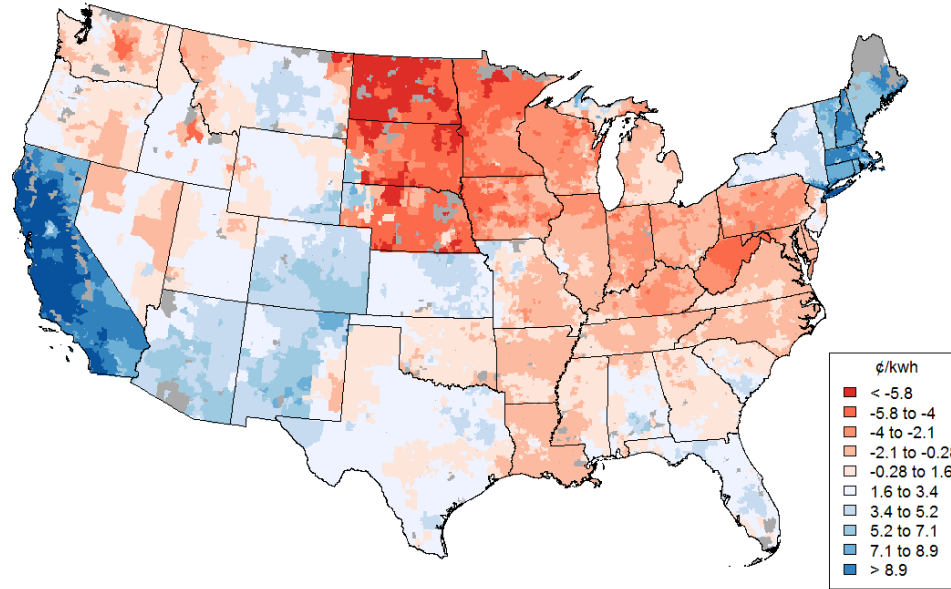 ¢/kwh
< -5.8
-5.8 to -4
-4 to -2.1
-2.1 to -0.28
-0.28 to 1.6
1.6 to 3.4
3.4 to 5.2
5.2 to 7.1
7.1 to 8.9
> 8.9